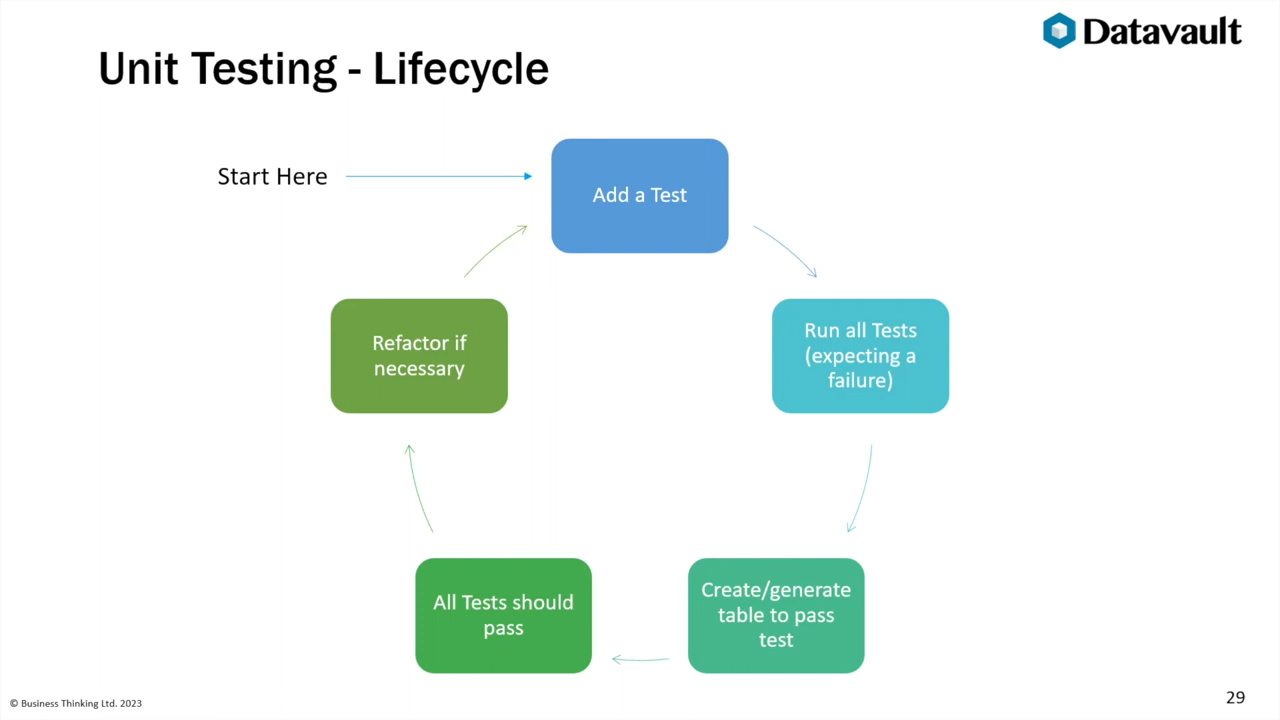 Datavault
Unit Testing - Lifecycle
Start Here
Add a Test
Run all Tests
(expecting a
failure)
Create/generate
table to pass
test
All Tests should
pass
Refactor if
necessary
© Business Thinking Ltd. 2023
29